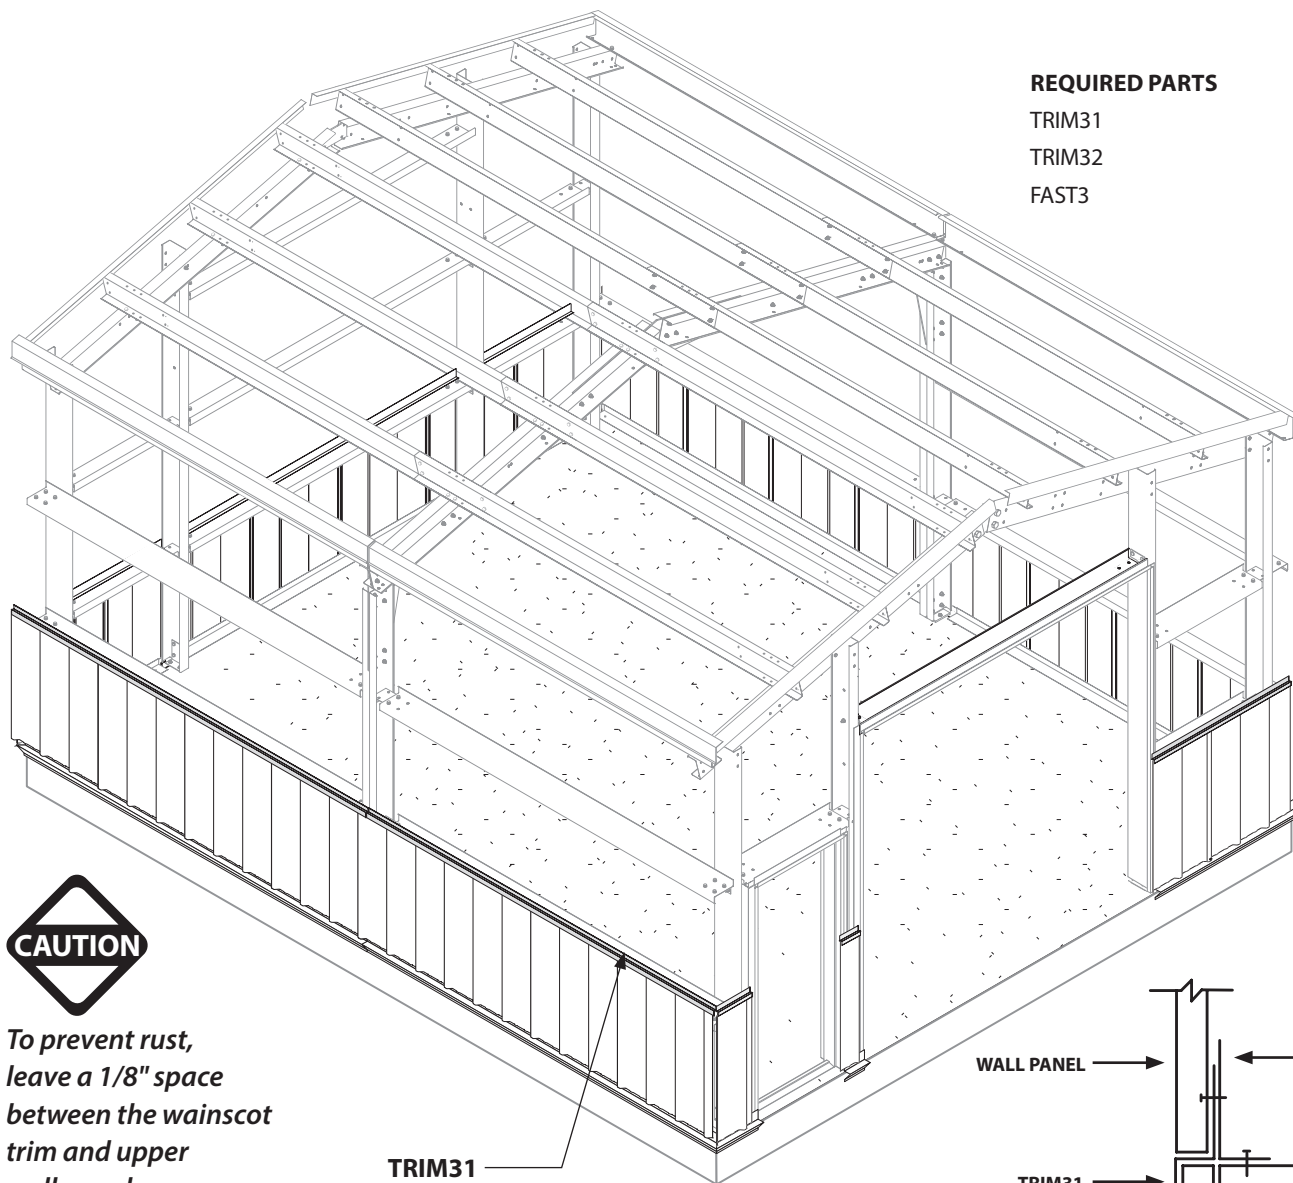 REQUIRED PARTS
TRIM31
TRIM32
FAST3
CAUTION
To prevent rust,
leave a 1/8" space
between the wainscot
trim and upper
TRIM31
WALL PANEL
TRIM31